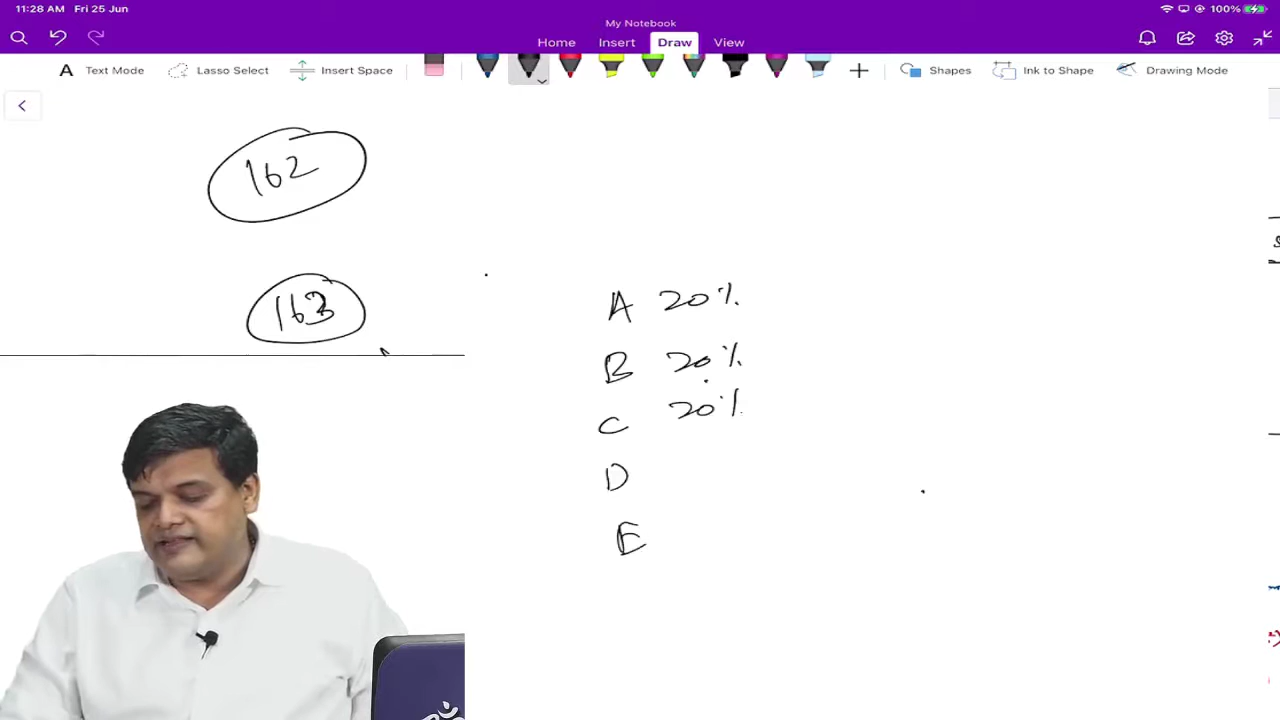 11:28 AM Fri 25 Jun 100%
My Notebook
Home Insert Draw View
A Text Mode Lasso Select Insert Space Shapes Ink to Shape Drawing Mode
162
163
A 20%
B 20%
C 20%
D
E
ॐ